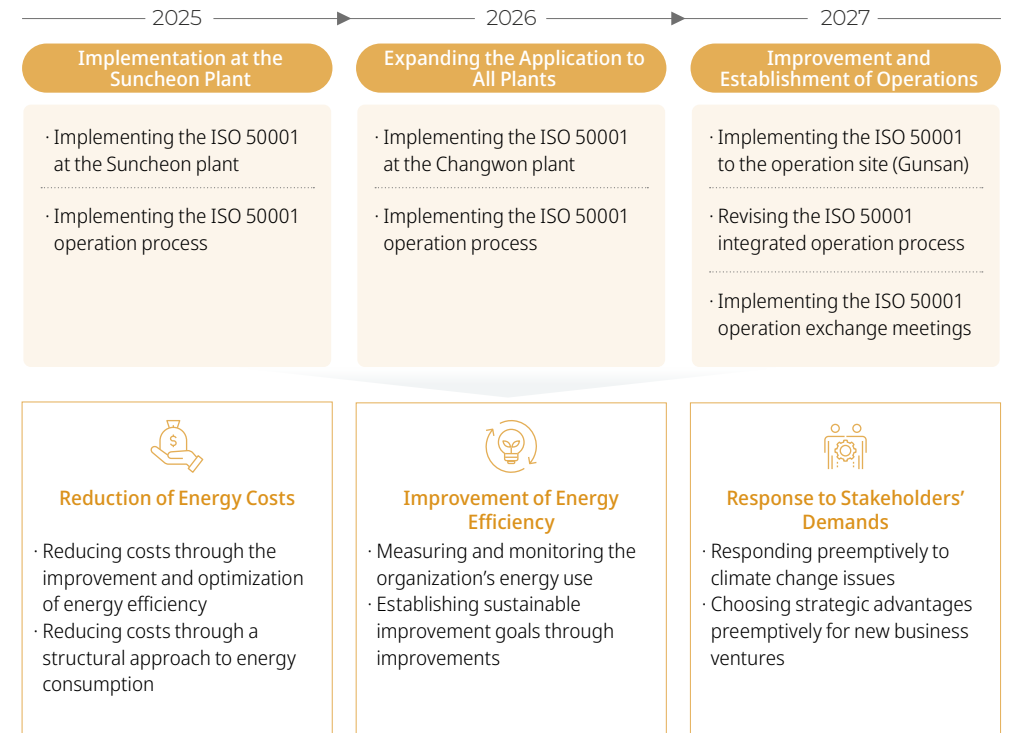 2025
2026
2027
Implementation at the
Suncheon Plant
Expanding the Application to
All Plants
Improvement and
Establishment of Operations
· Implementing the ISO 50001
at the Suncheon plant
· Implementing the ISO 50001
operation process
· Implementing the ISO 50001
at the Changwon plant
· Implementing the ISO 50001
operation process
· Implementing the ISO 50001
to the operation site (Gunsan)
· Revising the ISO 50001
integrated operation process
· Implementing the ISO 50001
operation exchange meetings
$
Reduction of Energy Costs
· Reducing costs through the
improvement and optimization
of energy efficiency
· Reducing costs through a
structural approach to energy
consumption
Improvement of Energy
Efficiency
· Measuring and monitoring the
organization’s energy use
· Establishing sustainable
improvement goals through
improvements
Response to Stakeholders’
Demands
· Responding preemptively to
climate change issues
· Choosing strategic advantages
preemptively for new business
ventures